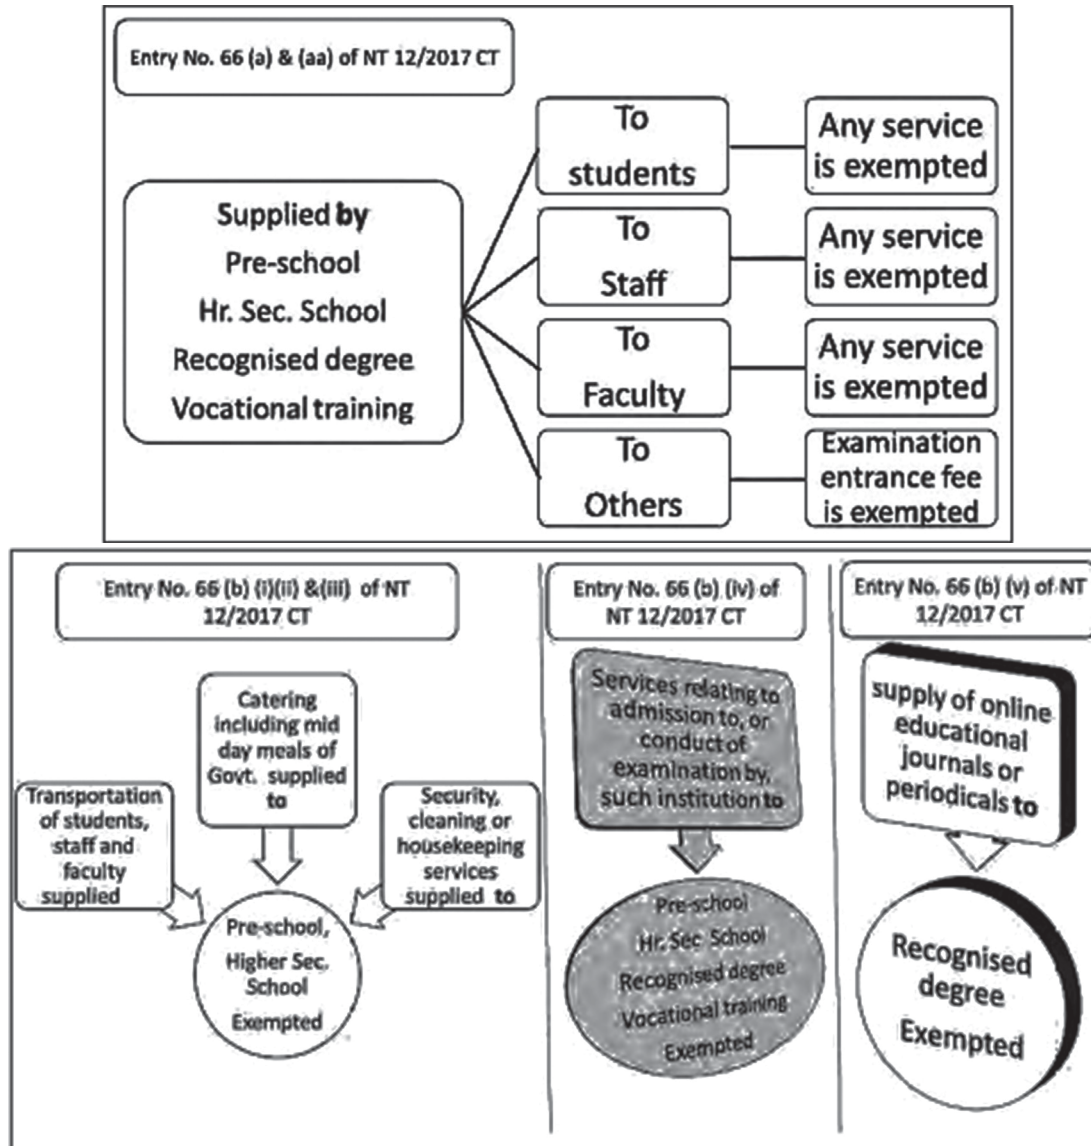 Entry No. 66 (a) & (aa) of NT 12/2017 CT
Supplied by
Pre-school
Hr. Sec. School
Recognised degree
Vocational training
To
students
Any service
is exempted
To
Staff
Any service
is exempted
To
Faculty
Any service
is exempted
To
Others
Examination
entrance fee
is exempted
Entry No. 66 (b) (i)(ii) &(iii) of NT
12/2017 CT
Catering
including mid
day meals of
Govt. supplied
to
Transportation
of students,
staff and
faculty
supplied
Security,
cleaning or
housekeeping
services
supplied to
Pre-school,
Higher Sec.
School
Exempted
Entry No. 66 (b) (iv) of
NT 12/2017 CT
Services relating to
admission to, or
conduct of
examination by,
such institution to
Pre-school
Hr. Sec School
Recognised degree
Vocational training
Exempted
Entry No. 66 (b) (v) of NT
12/2017 CT
supply of online
educational
journals or
periodicals to
Recognised
degree
Exempted